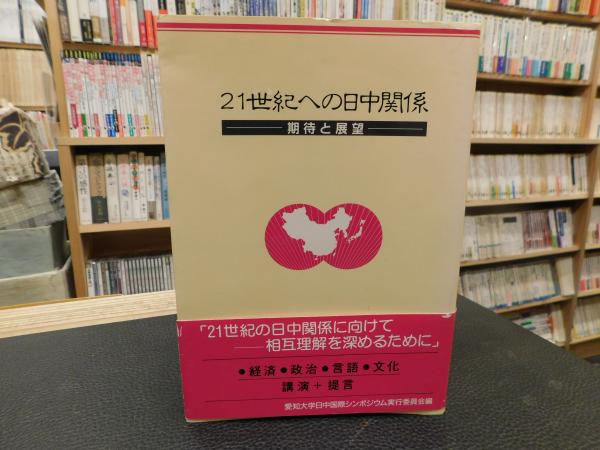 21世紀への日中関係
期待と展望
「21世紀の日中関係に向けて
——相互理解を深めるために」
●経済●政治●言語●文化
講演+提言
愛知大学日中国際シンポジウム実行委員会編